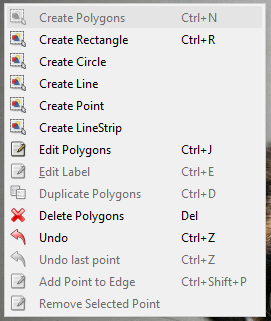 Create Polygons Ctrl+N
Create Rectangle Ctrl+R
Create Circle
Create Line
Create Point
Create LineStrip
Edit Polygons Ctrl+J
Edit Label Ctrl+E
Duplicate Polygons Ctrl+D
Delete Polygons Del
Undo Ctrl+Z
Undo last point Ctrl+Z
Add Point to Edge Ctrl+Shift+P
Remove Selected Point